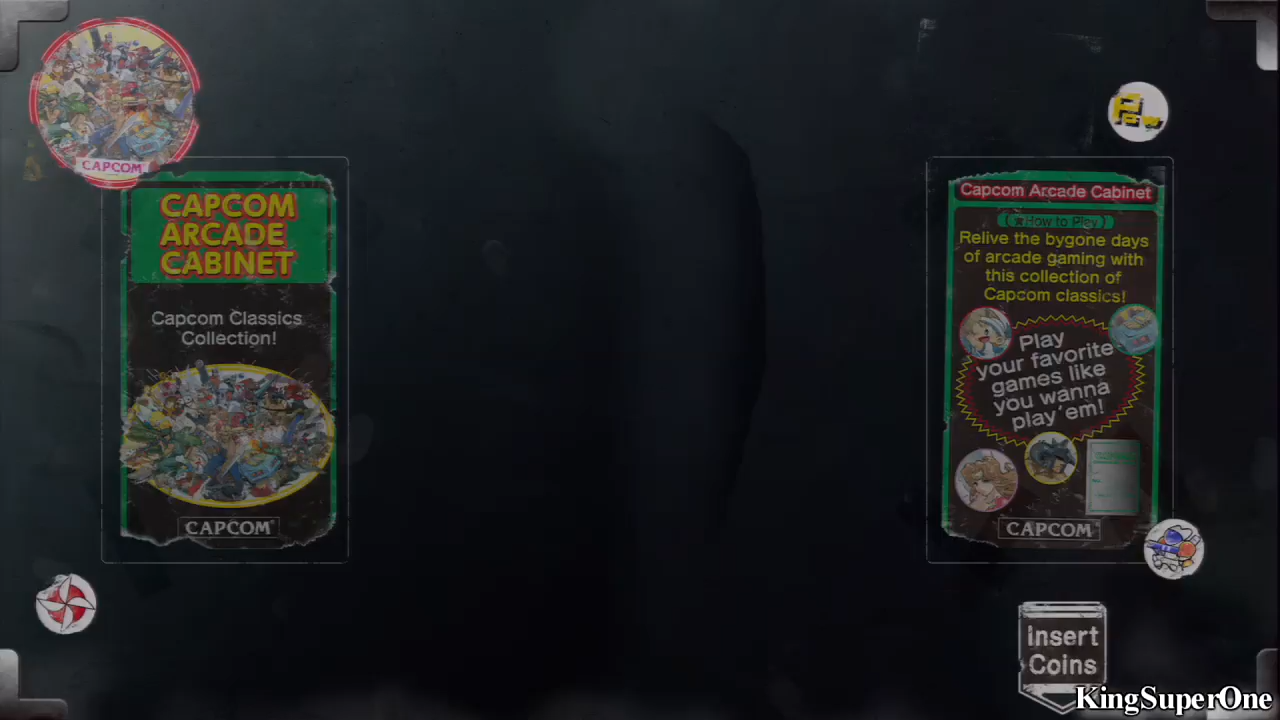 CAPCOM
CAPCOM
ARCADE
CABINET
Capcom Classics
Collection!
CAPCOM
Pow
Capcom Arcade Cabinet
(★How to Play)
Relive the bygone days
of arcade gaming with
this collection of
Capcom classics!
Play
your favorite
games like
you wanna
play'em!
CAPCOM
Insert
Coins
KingSuperOne